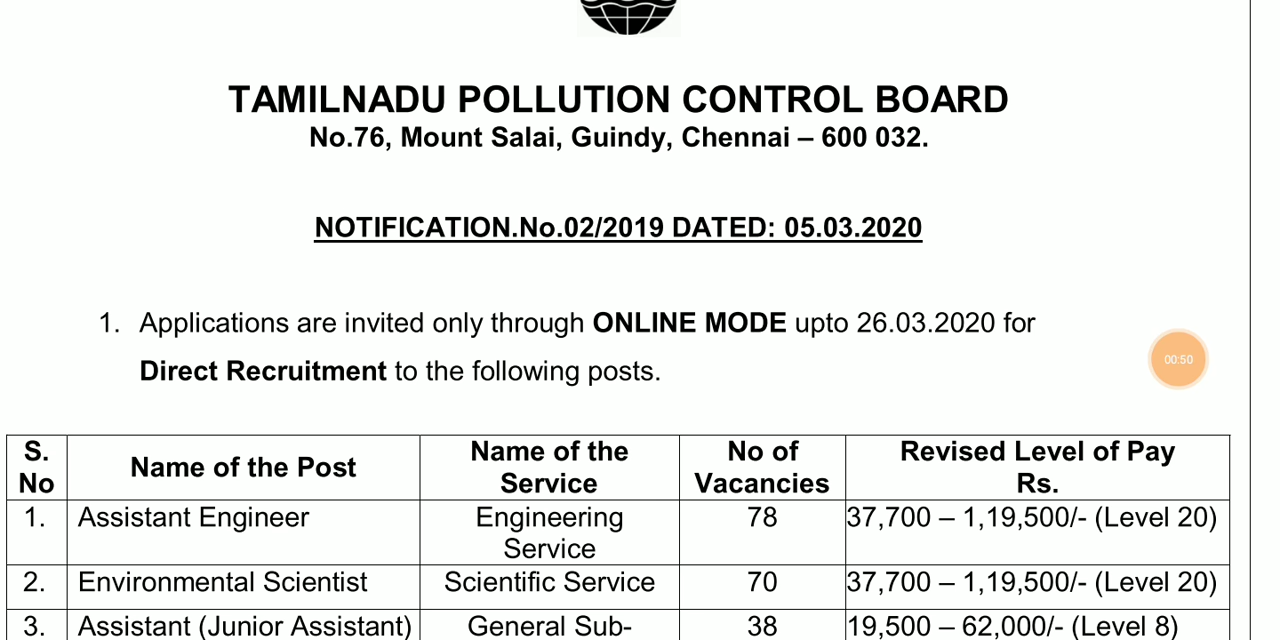 TAMILNADU POLLUTION CONTROL BOARD
No.76, Mount Salai, Guindy, Chennai – 600 032.
NOTIFICATION.No.02/2019 DATED: 05.03.2020
1. Applications are invited only through ONLINE MODE upto 26.03.2020 for
Direct Recruitment to the following posts.
00:50
S. No Name of the Post Name of the Service No of Vacancies Revised Level of Pay Rs.
1. Assistant Engineer Engineering Service 78 37,700 – 1,19,500/- (Level 20)
2. Environmental Scientist Scientific Service 70 37,700 – 1,19,500/- (Level 20)
3. Assistant (Junior Assistant) General Sub- 38 19,500 – 62,000/- (Level 8)